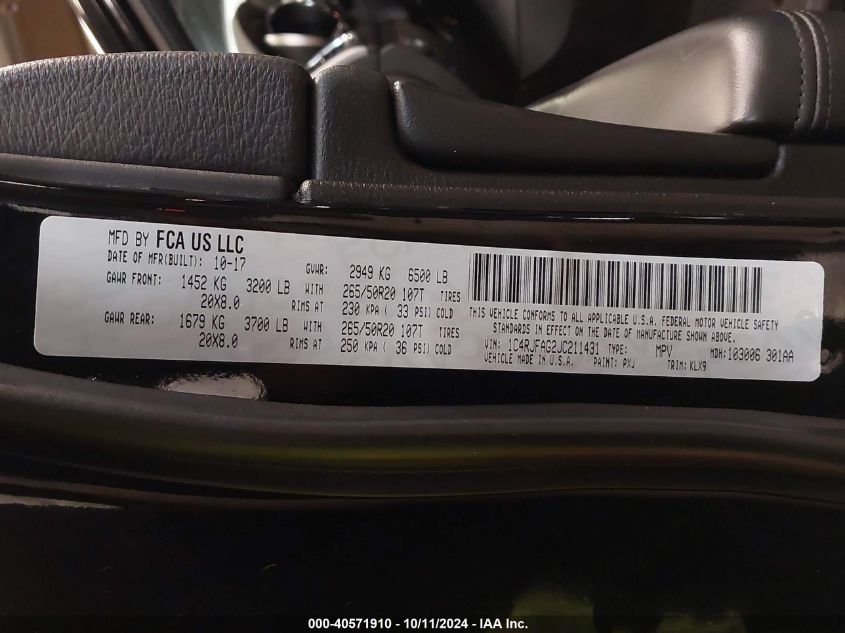 MFD BY FCA US LLC
DATE OF MFR(BUILT): 10-17 GVWR: 2949 KG 6500 LB
GAWR FRONT: 1452 KG 3200 LB WITH 265/50R20 107T TIRES
20X8.0 RIMS AT 230 KPA ( 33 PSI) COLD
GAWR REAR: 1679 KG 3700 LB WITH 265/50R20 107T TIRES
20X8.0 RIMS AT 250 KPA ( 36 PSI) COLD
THIS VEHICLE CONFORMS TO ALL APPLICABLE U.S.A. FEDERAL MOTOR VEHICLE SAFETY
STANDARDS IN EFFECT ON THE DATE OF MANUFACTURE SHOWN ABOVE.
VIN: 1C4RJFAG2JC211431 TYPE: MPV MDH: 103006 301AA
VEHICLE MADE IN U.S.A. PAINT: PXJ TRIM: KLX9
000-40571910 - 10/11/2024 - IAA Inc.